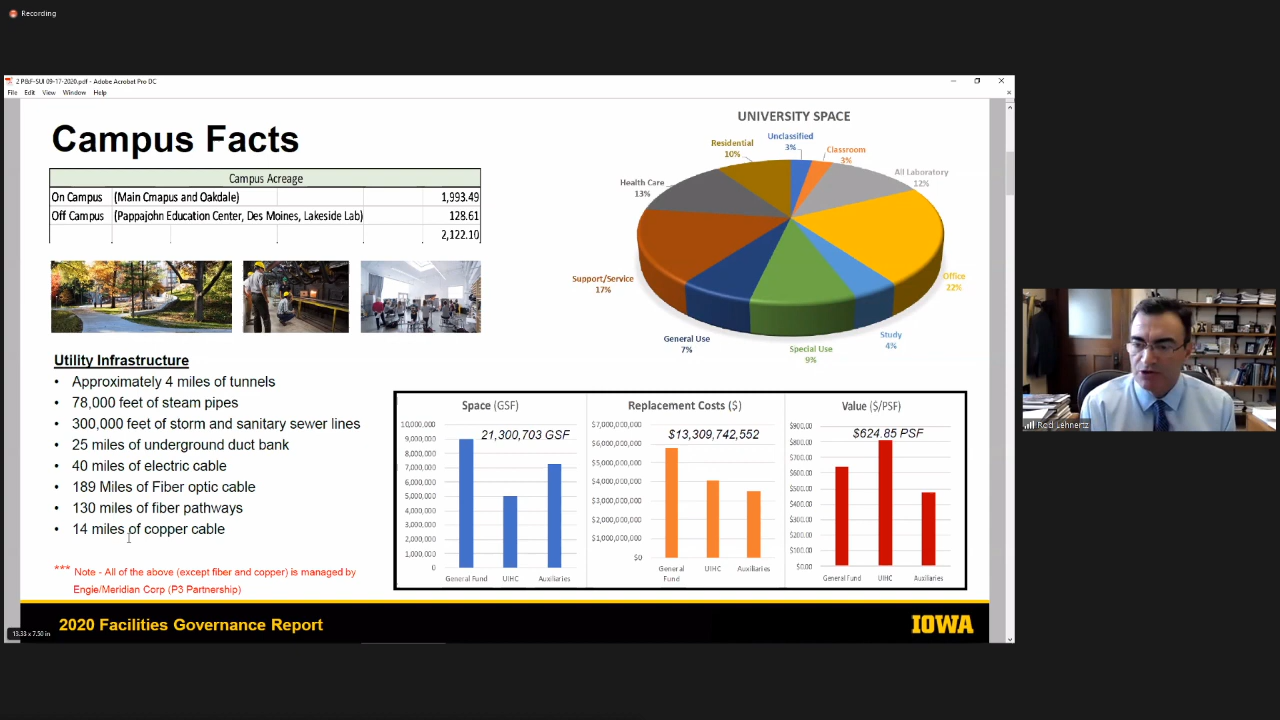 Recording
2 P&F-SUI 09-17-2020.pdf - Adobe Acrobat Pro DC
File Edit View Window Help
Campus Facts
Campus Acreage
On Campus (Main Cmapus and Oakdale) 1,993.49
Off Campus (Pappajohn Education Center, Des Moines, Lakeside Lab) 128.61
2,122.10
Utility Infrastructure
• Approximately 4 miles of tunnels
• 78,000 feet of steam pipes
• 300,000 feet of storm and sanitary sewer lines
• 25 miles of underground duct bank
• 40 miles of electric cable
• 189 Miles of Fiber optic cable
• 130 miles of fiber pathways
• 14 miles of copper cable
*** Note - All of the above (except fiber and copper) is managed by
Engie/Meridian Corp (P3 Partnership)
UNIVERSITY SPACE
Unclassified
3%
Classroom
3%
All Laboratory
12%
Office
22%
Study
4%
Special Use
9%
General Use
7%
Support/Service
17%
Health Care
13%
Residential
10%
Space (GSF)
21,300,703 GSF
10,000,000
9,000,000
8,000,000
7,000,000
6,000,000
5,000,000
4,000,000
3,000,000
2,000,000
1,000,000
0
General Fund UIHC Auxiliaries
Replacement Costs ($)
$13,309,742,552
$7,000,000,000
$6,000,000,000
$5,000,000,000
$4,000,000,000
$3,000,000,000
$2,000,000,000
$1,000,000,000
$0
General
Fund
UIHC Auxiliaries
Value ($/PSF)
$624.85 PSF
$900.00
$800.00
$700.00
$600.00
$500.00
$400.00
$300.00
$200.00
$100.00
$0.00
General Fund UIHC Auxiliaries
2020 Facilities Governance Report
IOWA
13.33 x 7.50 in
Rod Lehnertz